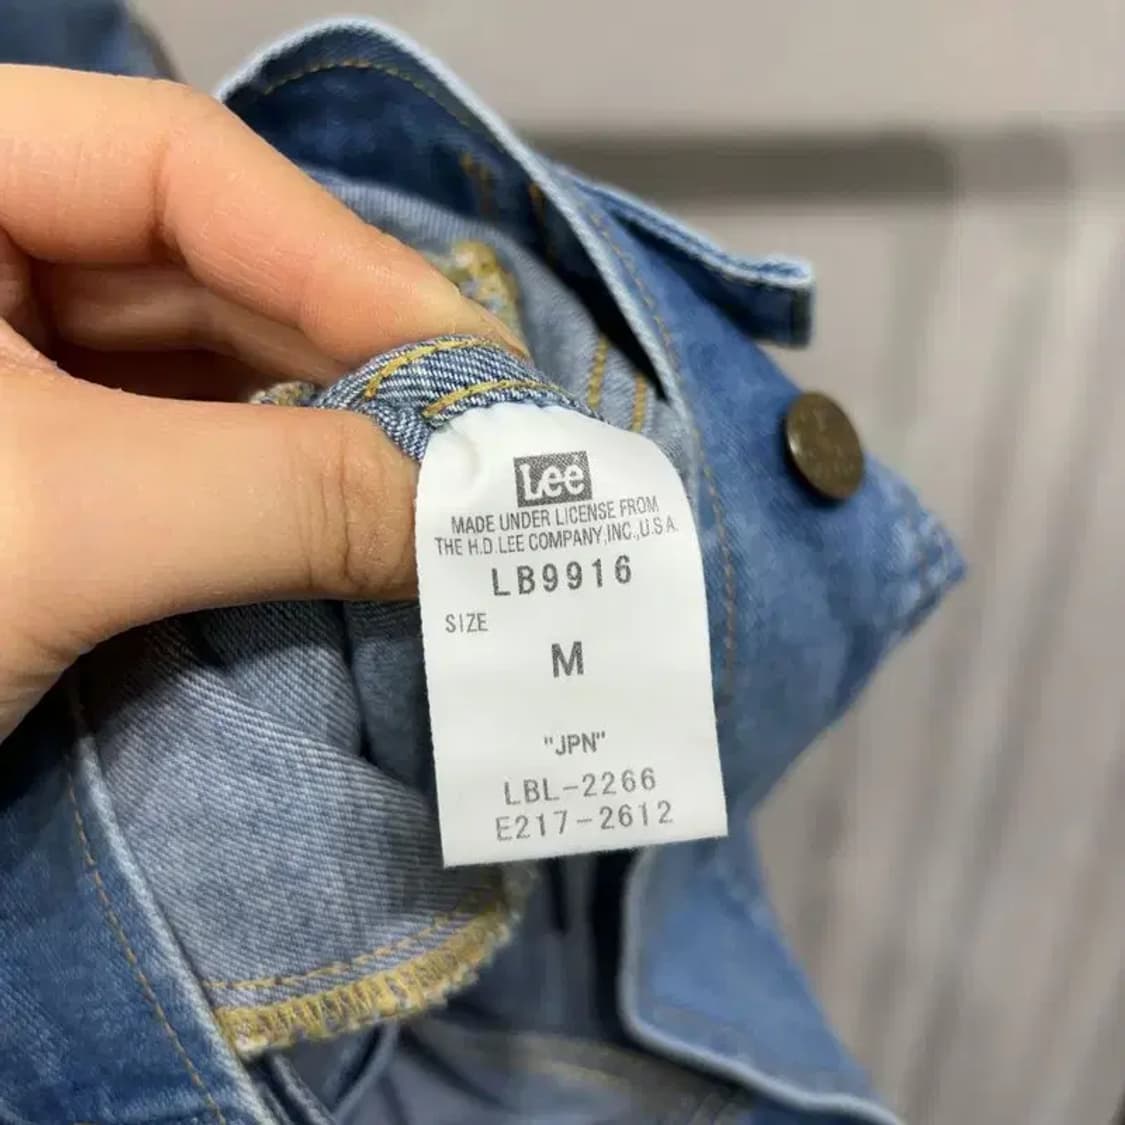 Lee
MADE UNDER LICENSE FROM
THE H.D.LEE COMPANY,INC.,U.S.A.
LB9916
SIZE
M
"JPN"
LBL-2266
E217-2612